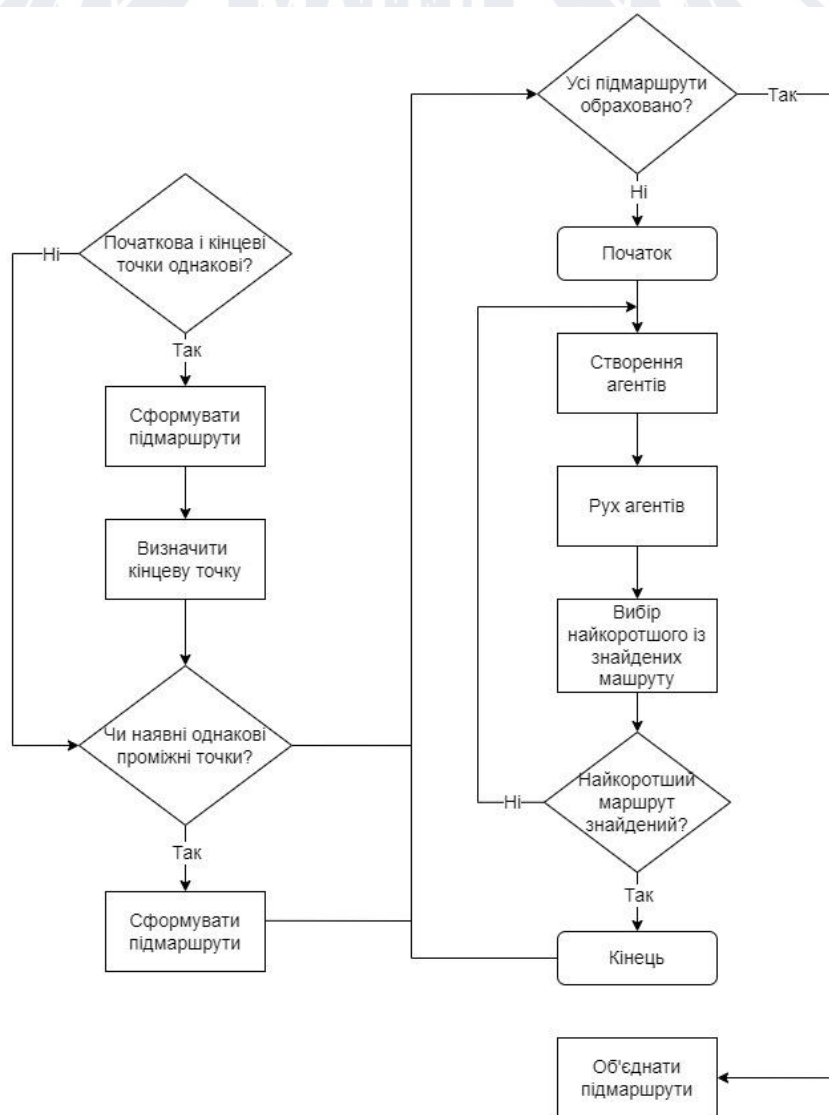 Усі підмаршрути
обраховано?
Так
Ні
Початкова і кінцеві
точки однакові?
Ні
Початок
Так
Створення
агентів
Сформувати
підмаршрути
Рух агентів
Визначити
кінцеву точку
Вибір
найкоротшого із
знайдених
машруту
Чи наявні однакові
проміжні точки?
Найкоротший
маршрут
знайдений?
Ні
Так
Так
Сформувати
підмаршрути
Кінець
Об'єднати
підмаршрути